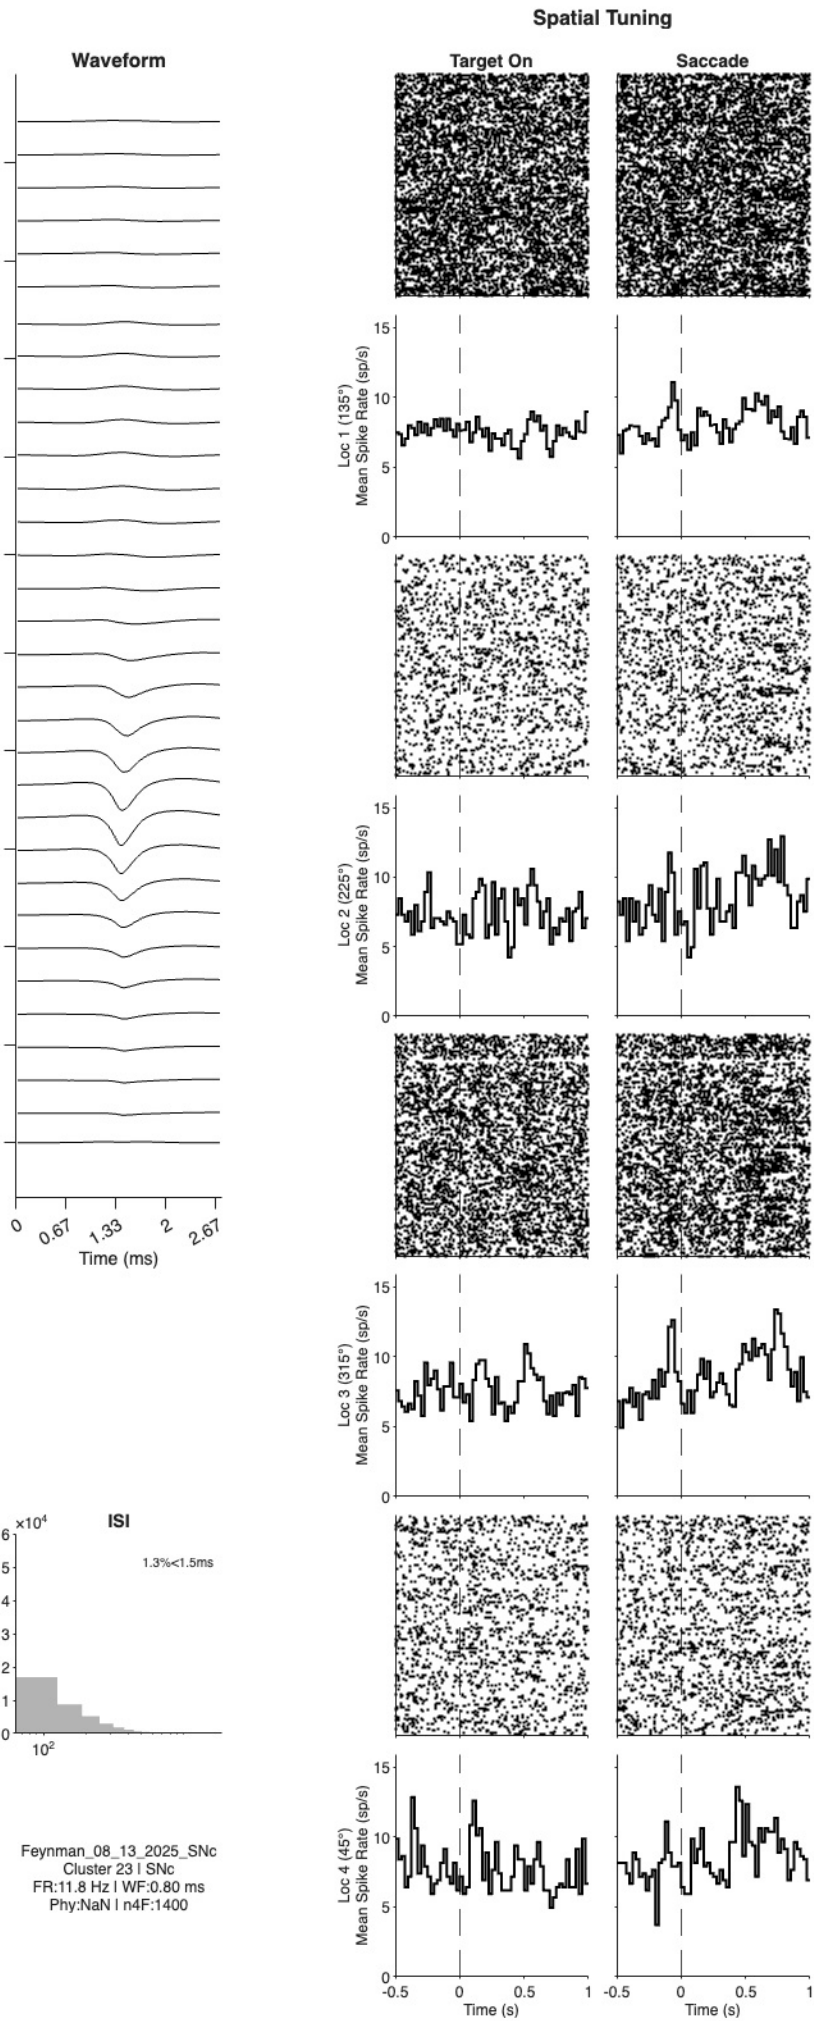 Spatial Tuning
Waveform
Target On
Saccade
0
0.67
1.33
2
2.67
Time (ms)
Loc 1 (135°)
Mean Spike Rate (sp/s)
15
10
5
0
Loc 2 (225°)
Mean Spike Rate (sp/s)
15
10
5
0
Loc 3 (315°)
Mean Spike Rate (sp/s)
15
10
5
0
×10⁴
ISI
1.3%<1.5ms
6
5
4
3
2
1
0
10²
Feynman_08_13_2025_SNc
Cluster 23 | SNc
FR:11.8 Hz | WF:0.80 ms
Phy:NaN | n4F:1400
Loc 4 (45°)
Mean Spike Rate (sp/s)
15
10
5
0
-0.5 0 0.5 1
Time (s)
-0.5 0 0.5 1
Time (s)